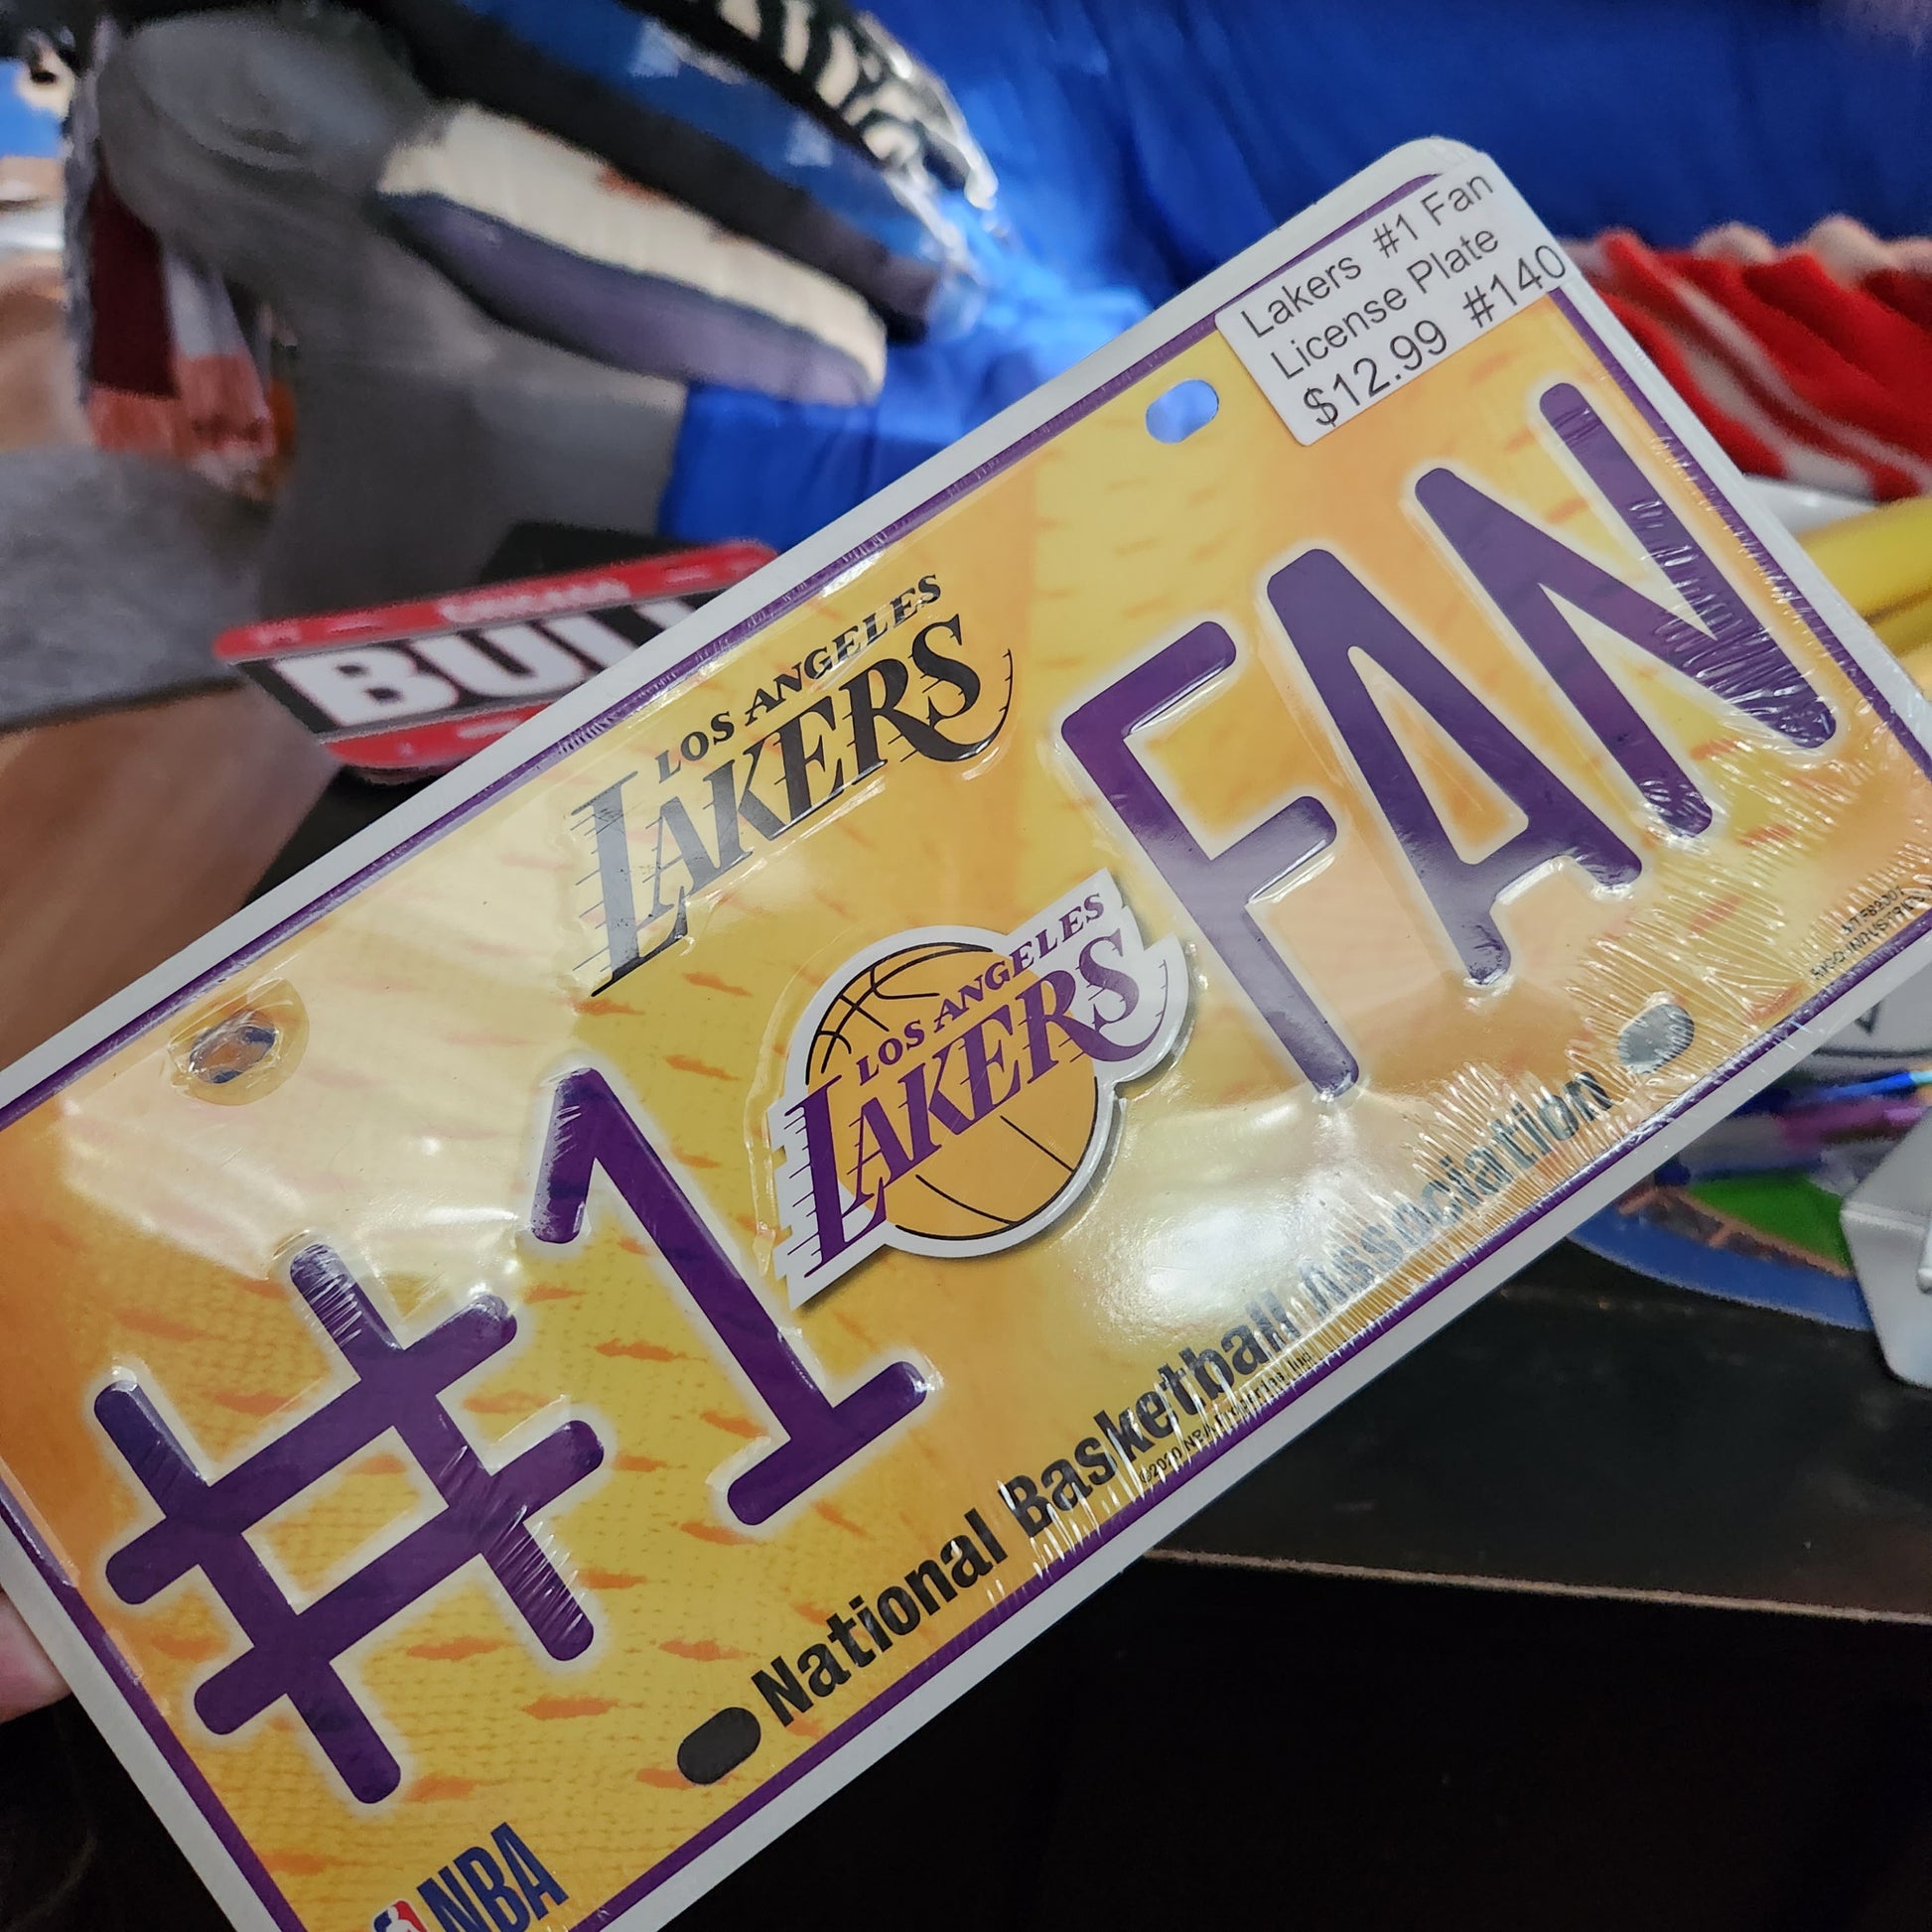 Lakers #1 Fan
License Plate
$12.99 #140
LOS ANGELES
LAKERS
#1
LOS ANGELES
LAKERS
FAN
National Basketball Association
NBA